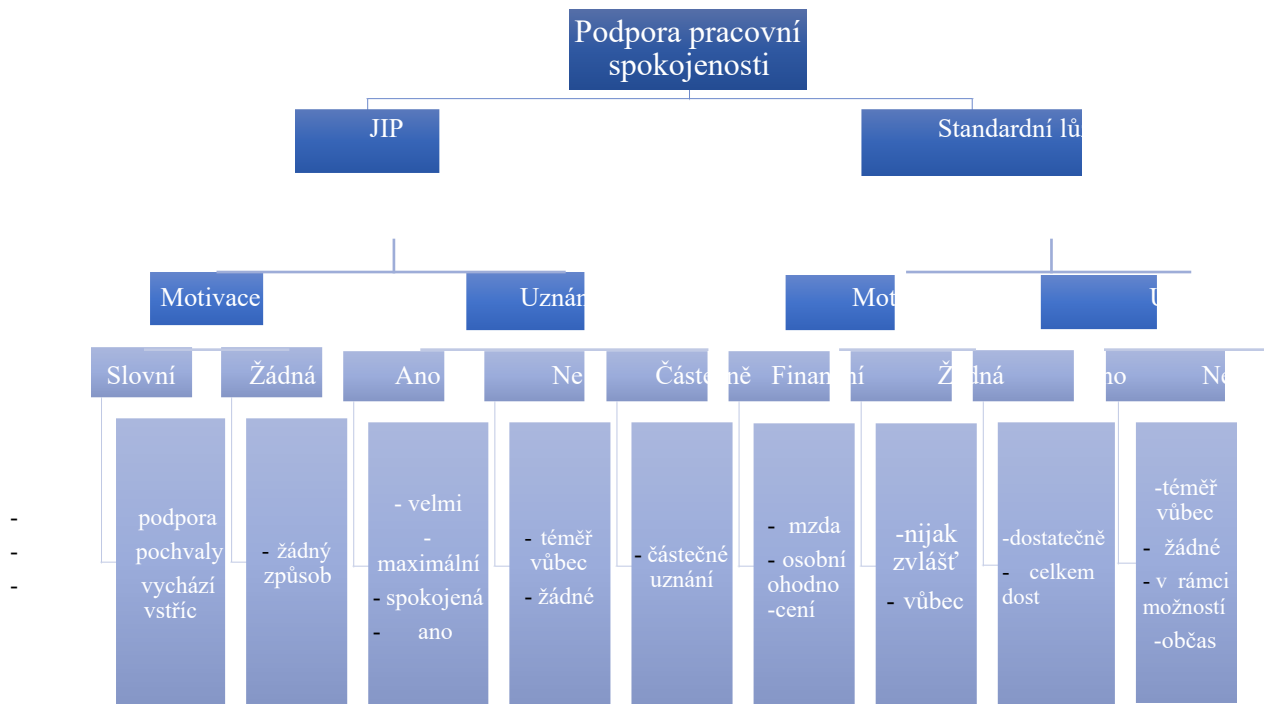 Podpora pracovní
spokojenosti
JIP
Standardní lů
Motivace
Uznán
Mot
U
Slovní
Žádná
Ano
Ne
Částečně
Finanční
Žádná
no
Ne
- 
- 
- 
podpora
pochvaly
vychází
vstříc
- žádný
způsob
- velmi
-
maximální
- spokojená
- ano
- téměř
vůbec
- žádné
- částečné
uznání
- mzda
- osobní
ohodno
-cení
-nijak
zvlášť
- vůbec
-dostatečně
- celkem
dost
-téměř
vůbec
- žádné
- v rámci
možností
-občas